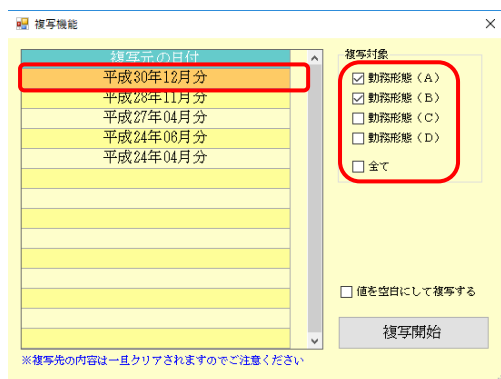 複写機能
複写元の日付
平成30年12月分
平成28年11月分
平成27年04月分
平成24年06月分
平成24年04月分
複写対象
勤務形態（A）
勤務形態（B）
勤務形態（C）
勤務形態（D）
全て
値を空白にして複写する
複写開始
※複写先の内容は一旦クリアされますのでご注意ください